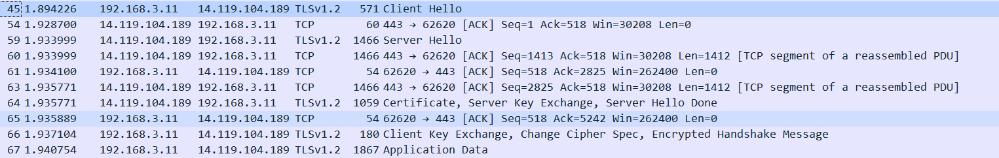 45 1.894226 192.168.3.11 14.119.104.189 TLSv1.2 571 Client Hello
54 1.928700 14.119.104.189 192.168.3.11 TCP 60 443 → 62620 [ACK] Seq=1 Ack=518 Win=30208 Len=0
59 1.933999 14.119.104.189 192.168.3.11 TLSv1.2 1466 Server Hello
60 1.933999 14.119.104.189 192.168.3.11 TCP 1466 443 → 62620 [ACK] Seq=1413 Ack=518 Win=30208 Len=1412 [TCP segment of a reassembled PDU]
61 1.934100 192.168.3.11 14.119.104.189 TCP 54 62620 → 443 [ACK] Seq=518 Ack=2825 Win=262400 Len=0
63 1.935771 14.119.104.189 192.168.3.11 TCP 1466 443 → 62620 [ACK] Seq=2825 Ack=518 Win=30208 Len=1412 [TCP segment of a reassembled PDU]
64 1.935771 14.119.104.189 192.168.3.11 TLSv1.2 1059 Certificate, Server Key Exchange, Server Hello Done
65 1.935889 192.168.3.11 14.119.104.189 TCP 54 62620 → 443 [ACK] Seq=518 Ack=5242 Win=262400 Len=0
66 1.937104 192.168.3.11 14.119.104.189 TLSv1.2 180 Client Key Exchange, Change Cipher Spec, Encrypted Handshake Message
67 1.940754 192.168.3.11 14.119.104.189 TLSv1.2 1867 Application Data